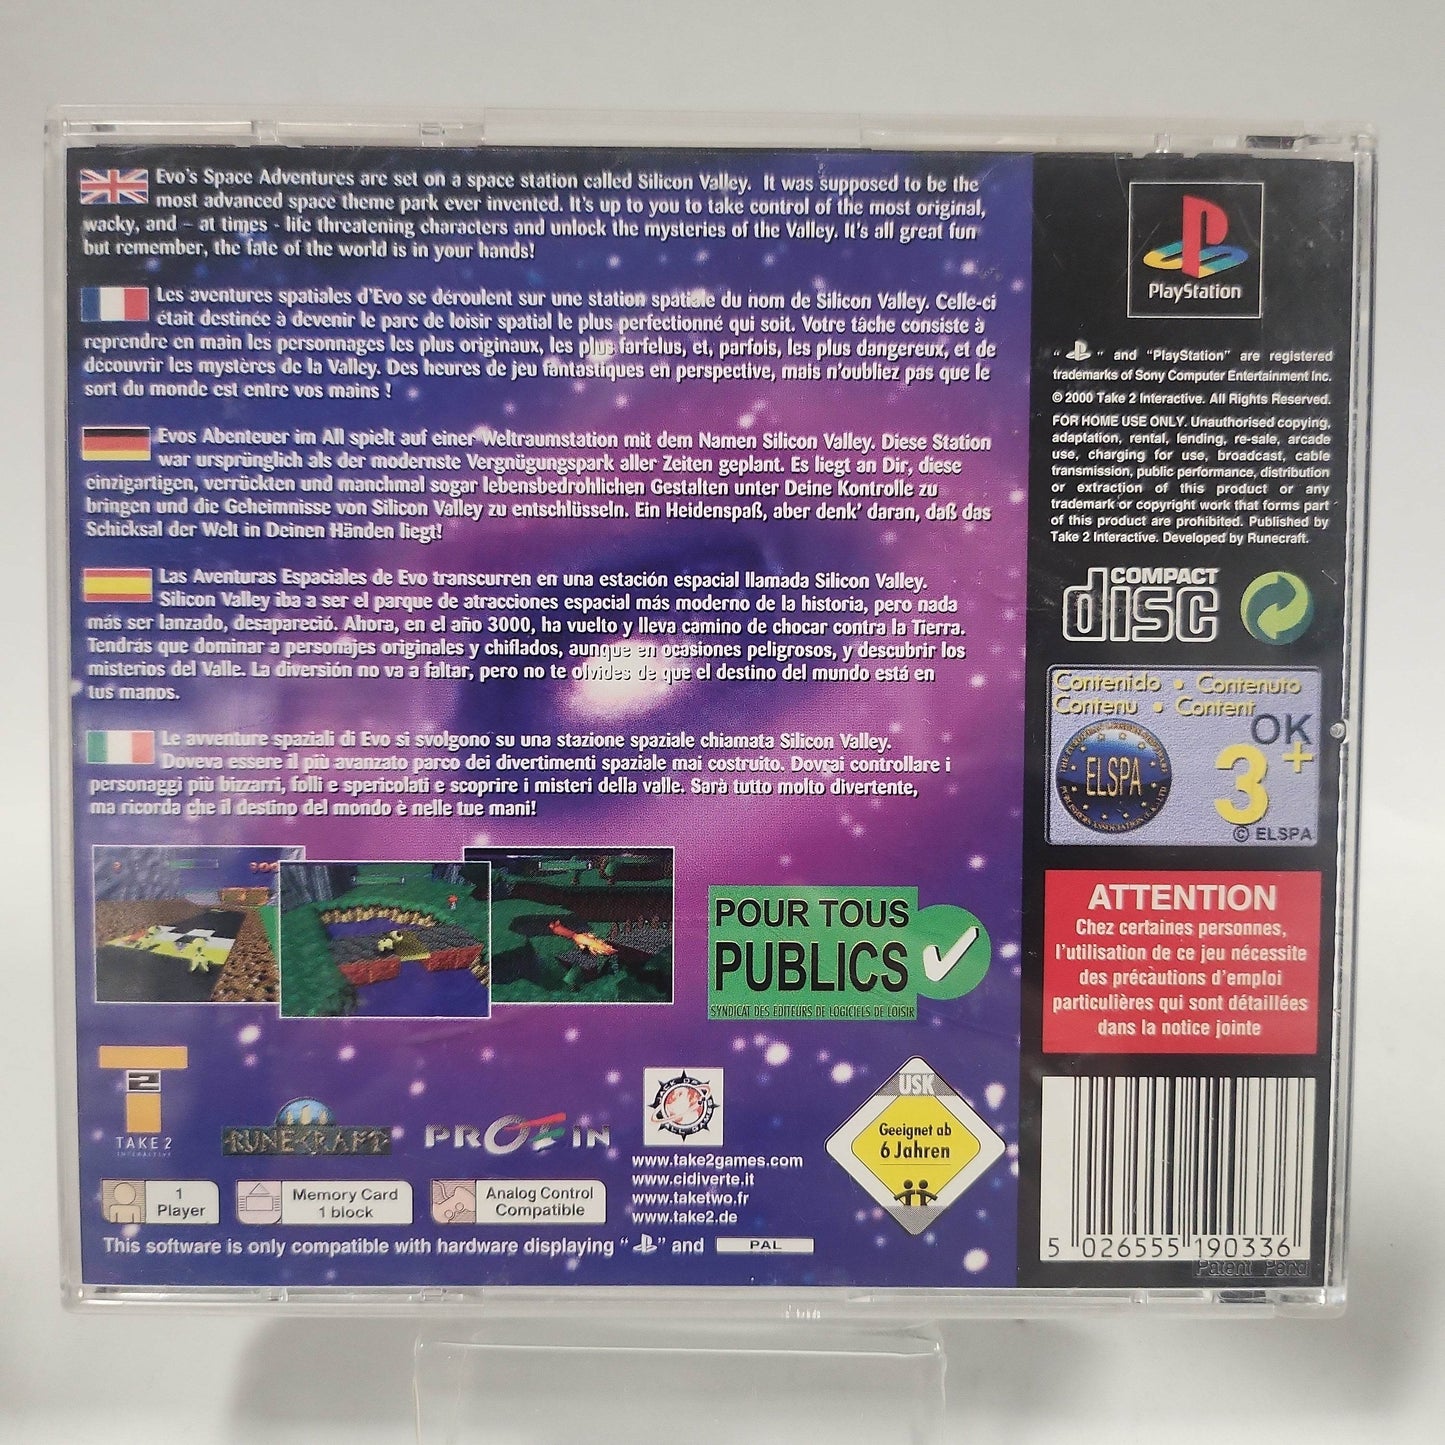 Evo's Space Adventures are set on a space station called Silicon Valley. It was supposed to be the
most advanced space theme park ever invented. It's up to you to take control of the most original,
wacky, and – at times - life threatening characters and unlock the mysteries of the Valley. It's all great fun
but remember, the fate of the world is in your hands!
Les aventures spatiales d'Evo se déroulent sur une station spatiale du nom de Silicon Valley. Celle-ci
était destinée à devenir le parc de loisir spatial le plus perfectionné qui soit. Votre tâche consiste à
reprendre en main les personnages les plus originaux, les plus farfelus, et, parfois, les plus dangereux, et de
découvrir les mystères de la Valley. Des heures de jeu fantastiques en perspective, mais n'oubliez pas que le
sort du monde est entre vos mains !
Evos Abenteuer im All spielt auf einer Weltraumstation mit dem Namen Silicon Valley. Diese Station
war ursprünglich als der modernste Vergnügungspark aller Zeiten geplant. Es liegt an Dir, diese
einzigartigen, verrückten und manchmal sogar lebensbedrohlichen Gestalten unter Deine Kontrolle zu
bringen und die Geheimnisse von Silicon Valley zu entschlüsseln. Ein Heidenspaß, aber denk' daran, daß das
Schicksal der Welt in Deinen Händen liegt!
Las Aventuras Espaciales de Evo transcurren en una estación espacial llamada Silicon Valley.
Silicon Valley iba a ser el parque de atracciones espacial más moderno de la historia, pero nada
más ser lanzado, desapareció. Ahora, en el año 3000, ha vuelto y lleva camino de chocar contra la Tierra.
Tendrás que dominar a personajes originales y chiflados, aunque en ocasiones peligrosos, y descubrir los
misterios del Valle. La diversión no va a faltar, pero no te olvides de que el destino del mundo está en
tus manos.
Le avventure spaziali di Evo si svolgono su una stazione spaziale chiamata Silicon Valley.
Doveva essere il più avanzato parco dei divertimenti spaziale mai costruito. Dovrai controllare i
personaggi più bizzarri, folli e spericolati e scoprire i misteri della valle. Sarà tutto molto divertente,
ma ricorda che il destino del mondo è nelle tue mani!
POUR TOUS
PUBLICS
SYNDICAT DES ÉDITEURS DE LOGICIELS DE LOISIR
T2
TAKE 2
INTERACTIVE
RUNECRAFT
PROEIN
www.take2games.com
www.cidiverte.it
www.taketwo.fr
www.take2.de
USK
Geeignet ab
6 Jahren
1
Player
Memory Card
1 block
Analog Control
Compatible
This software is only compatible with hardware displaying " " and PAL
PlayStation
" " and "PlayStation" are registered
trademarks of Sony Computer Entertainment Inc.
© 2000 Take 2 Interactive. All Rights Reserved.
FOR HOME USE ONLY. Unauthorised copying,
adaptation, rental, lending, re-sale, arcade
use, charging for use, broadcast, cable
transmission, public performance, distribution
or extraction of this product or any
trademark or copyright work that forms part
of this product are prohibited. Published by
Take 2 Interactive. Developed by Runecraft.
COMPACT
disc
Contenido • Contenuto
Contenu • Content
OK
ELSPA
3+
© ELSPA
ATTENTION
Chez certaines personnes,
l'utilisation de ce jeu nécessite
des précautions d'emploi
particulières qui sont détaillées
dans la notice jointe
5 026555 190336
Patent Pend